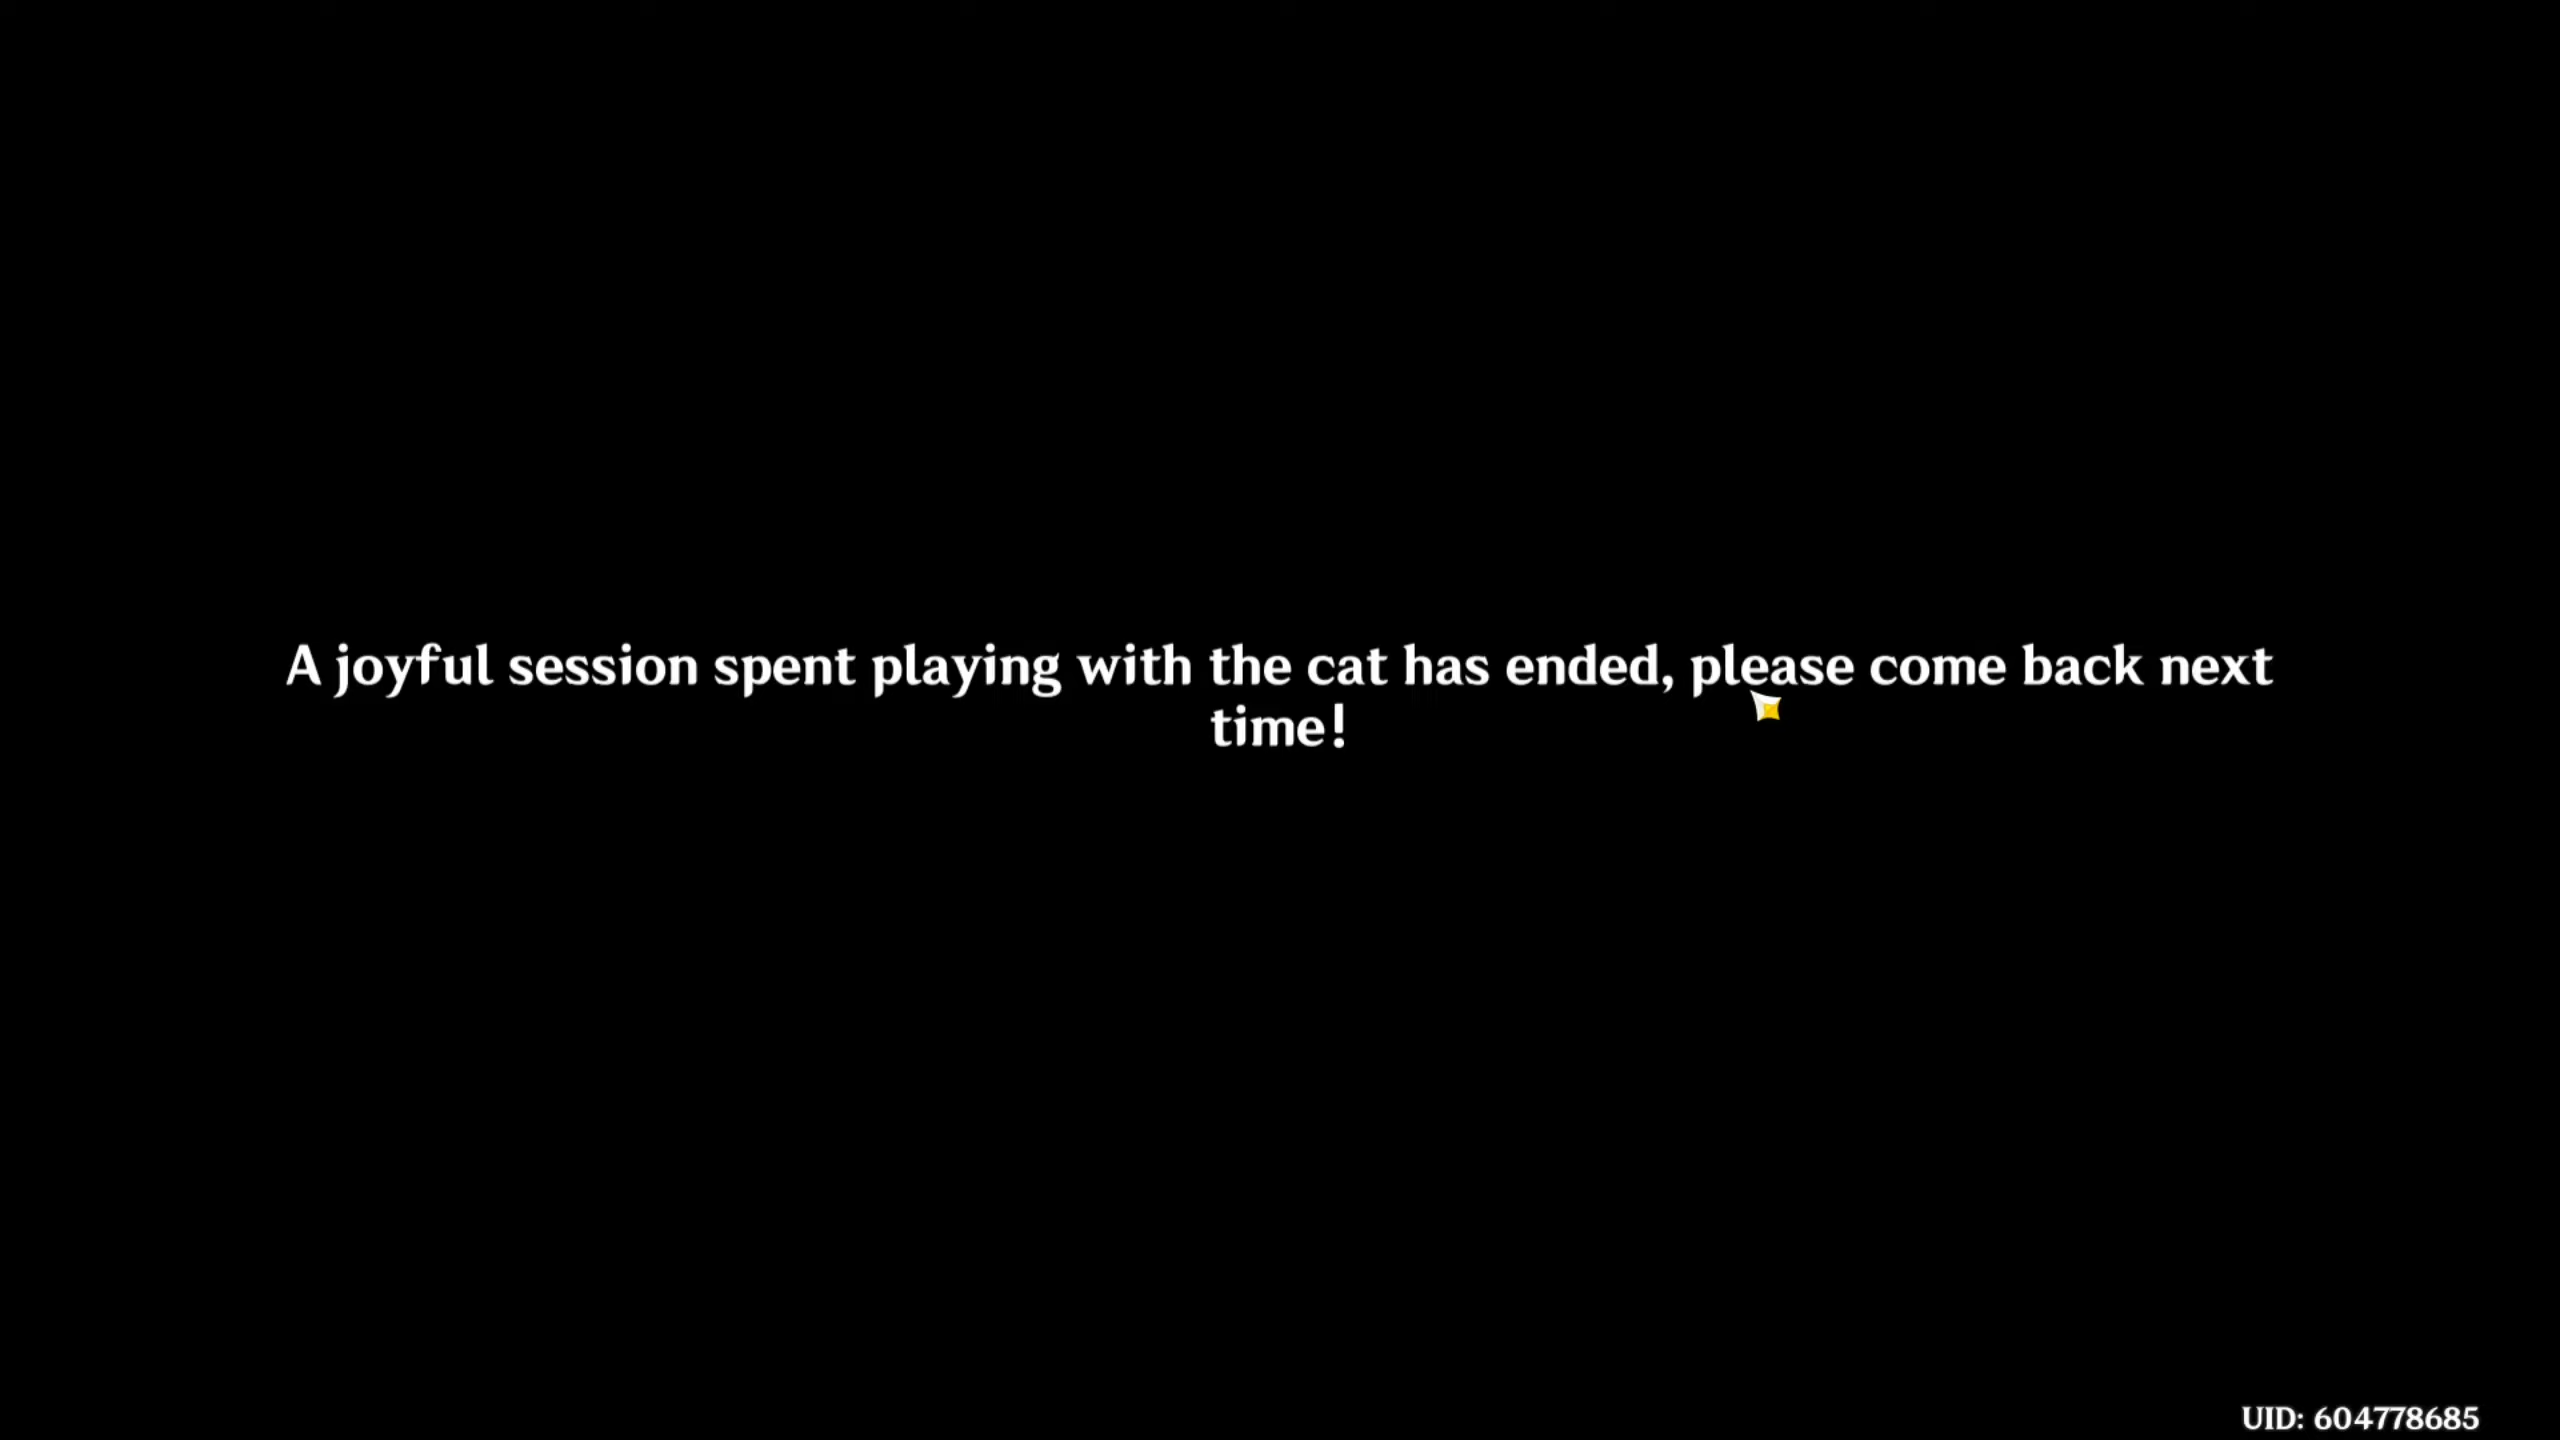 A joyful session spent playing with the cat has ended, please come back next
time!
UID: 604778685